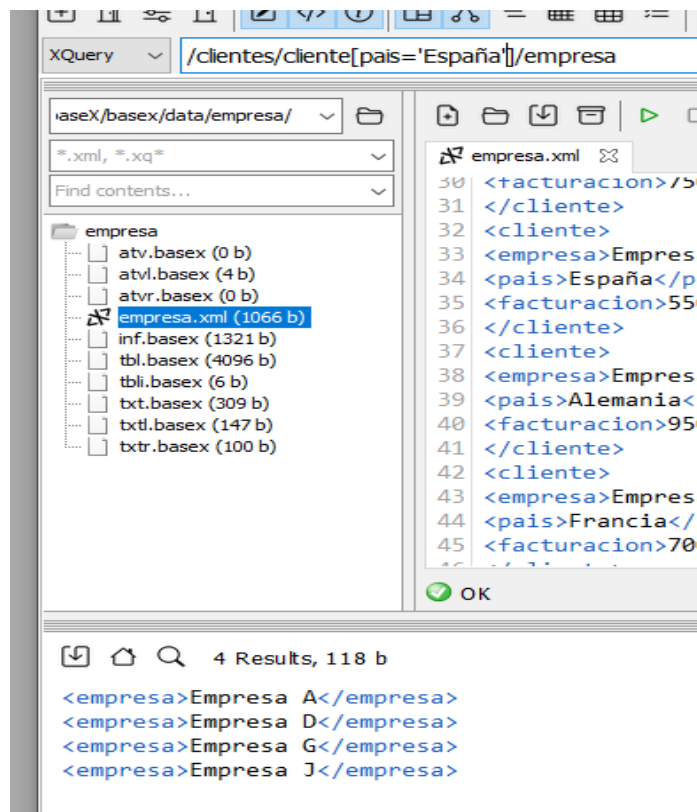 XQuery
/clientes/cliente[pais='España']/empresa
aseX/basex/data/empresa/
*.xml, *.xq*
Find contents...
empresa
atv.basex (0 b)
atvl.basex (4 b)
atvr.basex (0 b)
empresa.xml (1066 b)
inf.basex (1321 b)
tbl.basex (4096 b)
tbli.basex (6 b)
txt.basex (309 b)
txtl.basex (147 b)
txtr.basex (100 b)
empresa.xml
30 <facturacion>75
31 </cliente>
32 <cliente>
33 <empresa>Empres
34 <pais>España</p
35 <facturacion>55
36 </cliente>
37 <cliente>
38 <empresa>Empres
39 <pais>Alemania<
40 <facturacion>95
41 </cliente>
42 <cliente>
43 <empresa>Empres
44 <pais>Francia</
45 <facturacion>70
OK
4 Results, 118 b
<empresa>Empresa A</empresa>
<empresa>Empresa D</empresa>
<empresa>Empresa G</empresa>
<empresa>Empresa J</empresa>